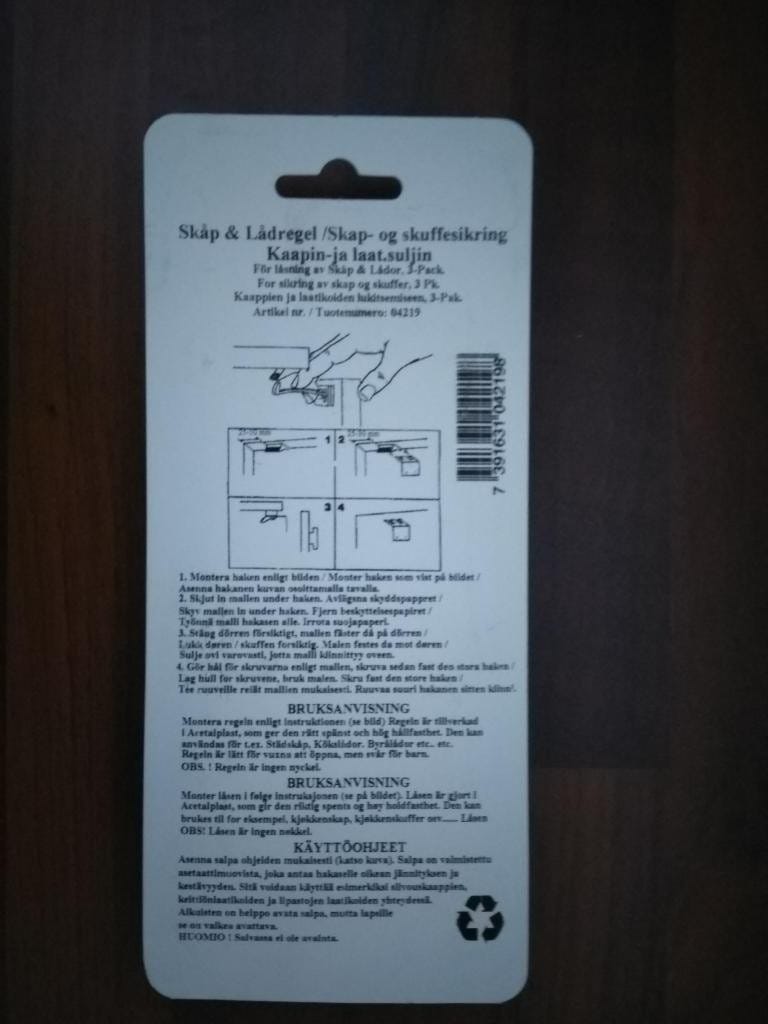 Skåp & Lådregel /Skap- og skuffesikring
Kaapin-ja laat.suljin
För låsning av Skåp & Lådor, 3-Pack
For sikring av skap og skuffer, 3 Pk.
Kaappien ja laatikoiden lukitsemiseen, 3-Pak.
Artikel nr. / Tuotenumero: 04219
25-30 mm 1 2 25-30 mm
3 4
7 391631 042198
1. Montera haken enligt bilden / Monter haken som vist på bildet /
Asenna hakanen kuvan osoittamalla tavalla.
2. Skjut in mallen under haken. Avlägsna skyddspappret /
Skyv mallen in under haken. Fjern beskyttelsespapiret /
Työnnä malli hakasen alle. Irrota suojapaperi.
3. Stäng dörren försiktigt, mallen fäster då på dörren /
Lukk døren / skuffen forsiktig. Malen festes da mot døren /
Sulje ovi varovasti, jotta malli kiinnittyy oveen.
4. Gör hål för skruvarna enligt mallen, skruva sedan fast den stora haken /
Lag hull for skruvene, bruk malen. Skru fast den store haken /
Tee ruuveille reiät mallien mukaisesti. Ruuvaa suuri hakanen sitten kiinni.
BRUKSANVISNING
Montera regeln enligt instruktionen (se bild) Regeln är tillverkad
i Acetalplast, som ger den rätt spänst och hög hållfasthet. Den kan
användas för t.ex. Städskåp, Kökslådor. Byrålådor etc.. etc.
Regeln är lätt för vuxna att öppna, men svår för barn.
OBS. ! Regeln är ingen nyckel.
BRUKSANVISNING
Monter låsen i følge instruksjonen (se på bildet). Låsen er gjort i
Acetalplast, som gir den riktig spents og høy holdfasthet. Den kan
brukes til for eksempel, kjøkkenskap, kjøkkenskuffer osv..... Låsen
OBS! Låsen är ingen nøkkel.
KÄYTTÖOHJEET
Asenna salpa ohjeiden mukaisesti (katso kuva). Salpa on valmistettu
asetaattimuovista, joka antaa hakaselle oikean jännityksen ja
kestävyyden. Sitä voidaan käyttää esimerkiksi siivouskaappien,
keittiönlaatikoiden ja lipastojen laatikoiden yhteydessä.
Aikuisten on helppo avata salpa, mutta lapsille
se on vaikea avattava.
HUOMIO ! Salvassa ei ole avainta.